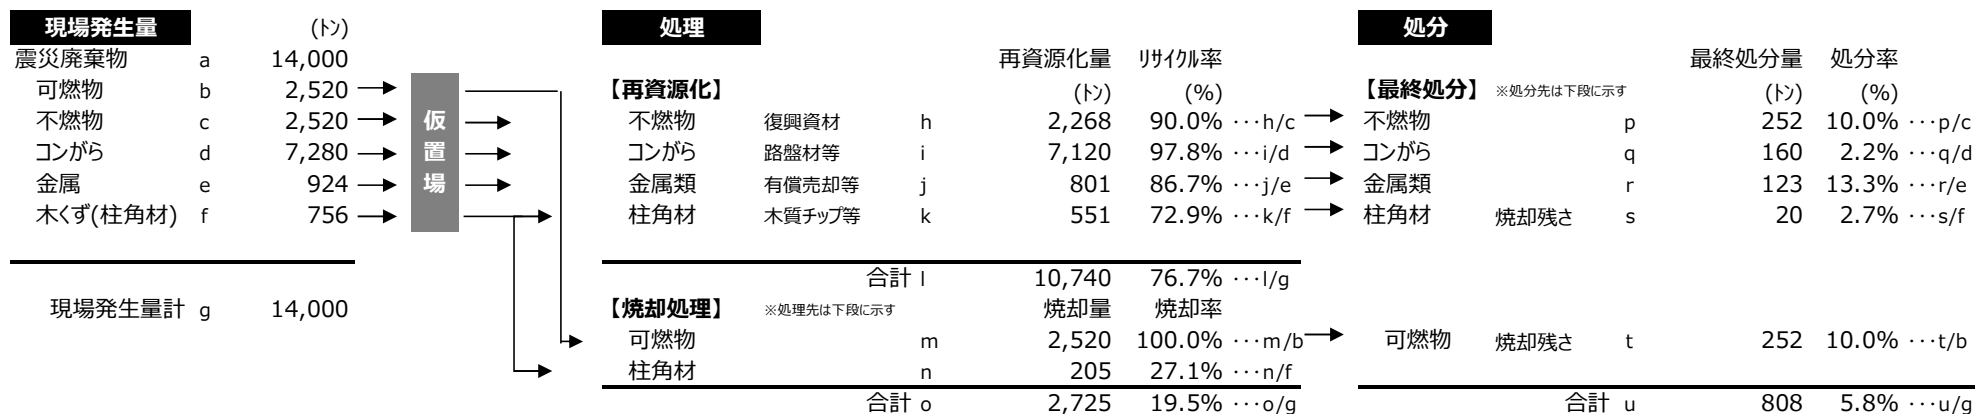 現場発生量 (トン) 処理 処分
震災廃棄物 a 14,000 再資源化量 リサイクル率 最終処分量 処分率
可燃物 b 2,520 【再資源化】 (トン) (%) 【最終処分】 ※処分先は下段に示す (トン) (%)
不燃物 c 2,520 不燃物 復興資材 h 2,268 90.0% ･･･h/c 不燃物 p 252 10.0% ･･･p/c
コンがら d 7,280 コンがら 路盤材等 i 7,120 97.8% ･･･i/d コンがら q 160 2.2% ･･･q/d
金属 e 924 金属類 有償売却等 j 801 86.7% ･･･j/e 金属類 r 123 13.3% ･･･r/e
木くず(柱角材) f 756 柱角材 木質チップ等 k 551 72.9% ･･･k/f 柱角材 焼却残さ s 20 2.7% ･･･s/f
仮置場
合計 l 10,740 76.7% ･･･l/g
現場発生量計 g 14,000 【焼却処理】 ※処理先は下段に示す 焼却量 焼却率
可燃物 m 2,520 100.0% ･･･m/b 可燃物 焼却残さ t 252 10.0% ･･･t/b
柱角材 n 205 27.1% ･･･n/f
合計 o 2,725 19.5% ･･･o/g 合計 u 808 5.8% ･･･u/g